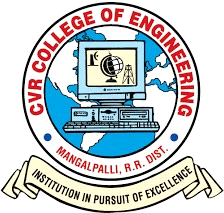 CVR COLLEGE OF ENGINEERING
MANGALPALLI, R.R. DIST.
INSTITUTION IN PURSUIT OF EXCELLENCE